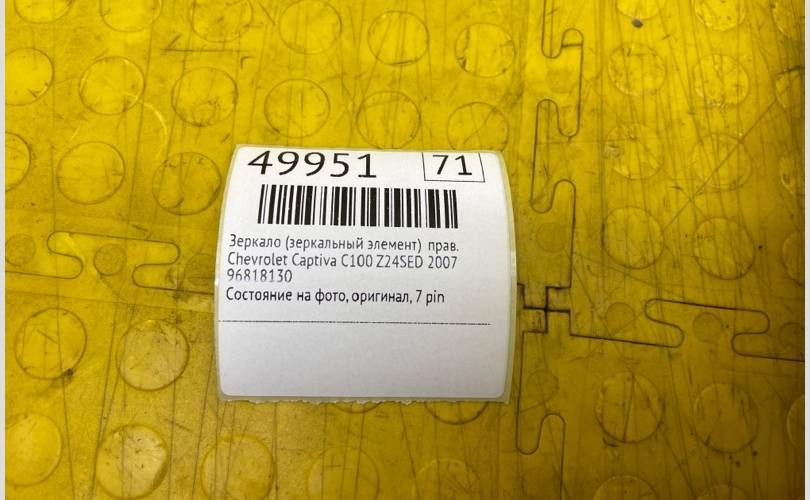 49951 71
Зеркало (зеркальный элемент) прав.
Chevrolet Captiva C100 Z24SED 2007
96818130
Состояние на фото, оригинал, 7 pin